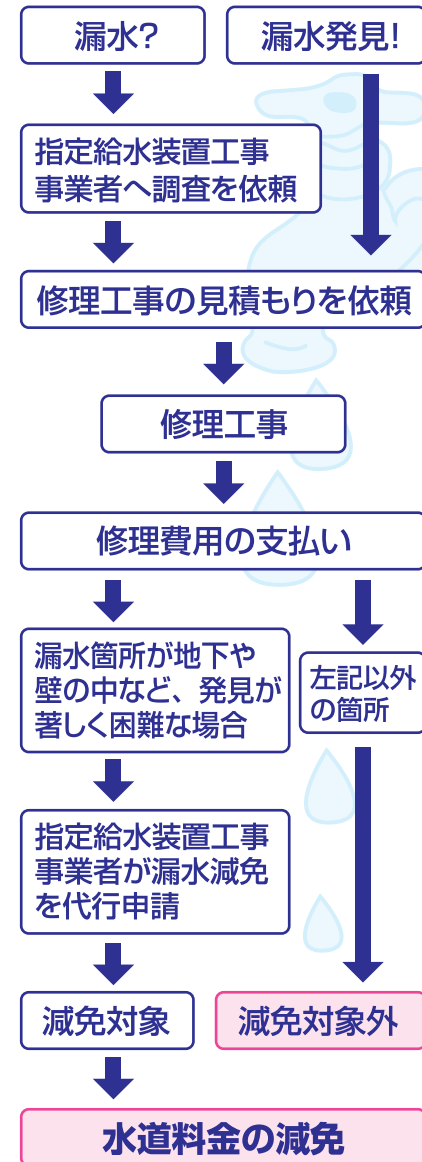 漏水?
漏水発見!
指定給水装置工事
事業者へ調査を依頼
修理工事の見積もりを依頼
修理工事
修理費用の支払い
漏水箇所が地下や
壁の中など、発見が
著しく困難な場合
左記以外
の箇所
指定給水装置工事
事業者が漏水減免
を代行申請
減免対象
減免対象外
水道料金の減免